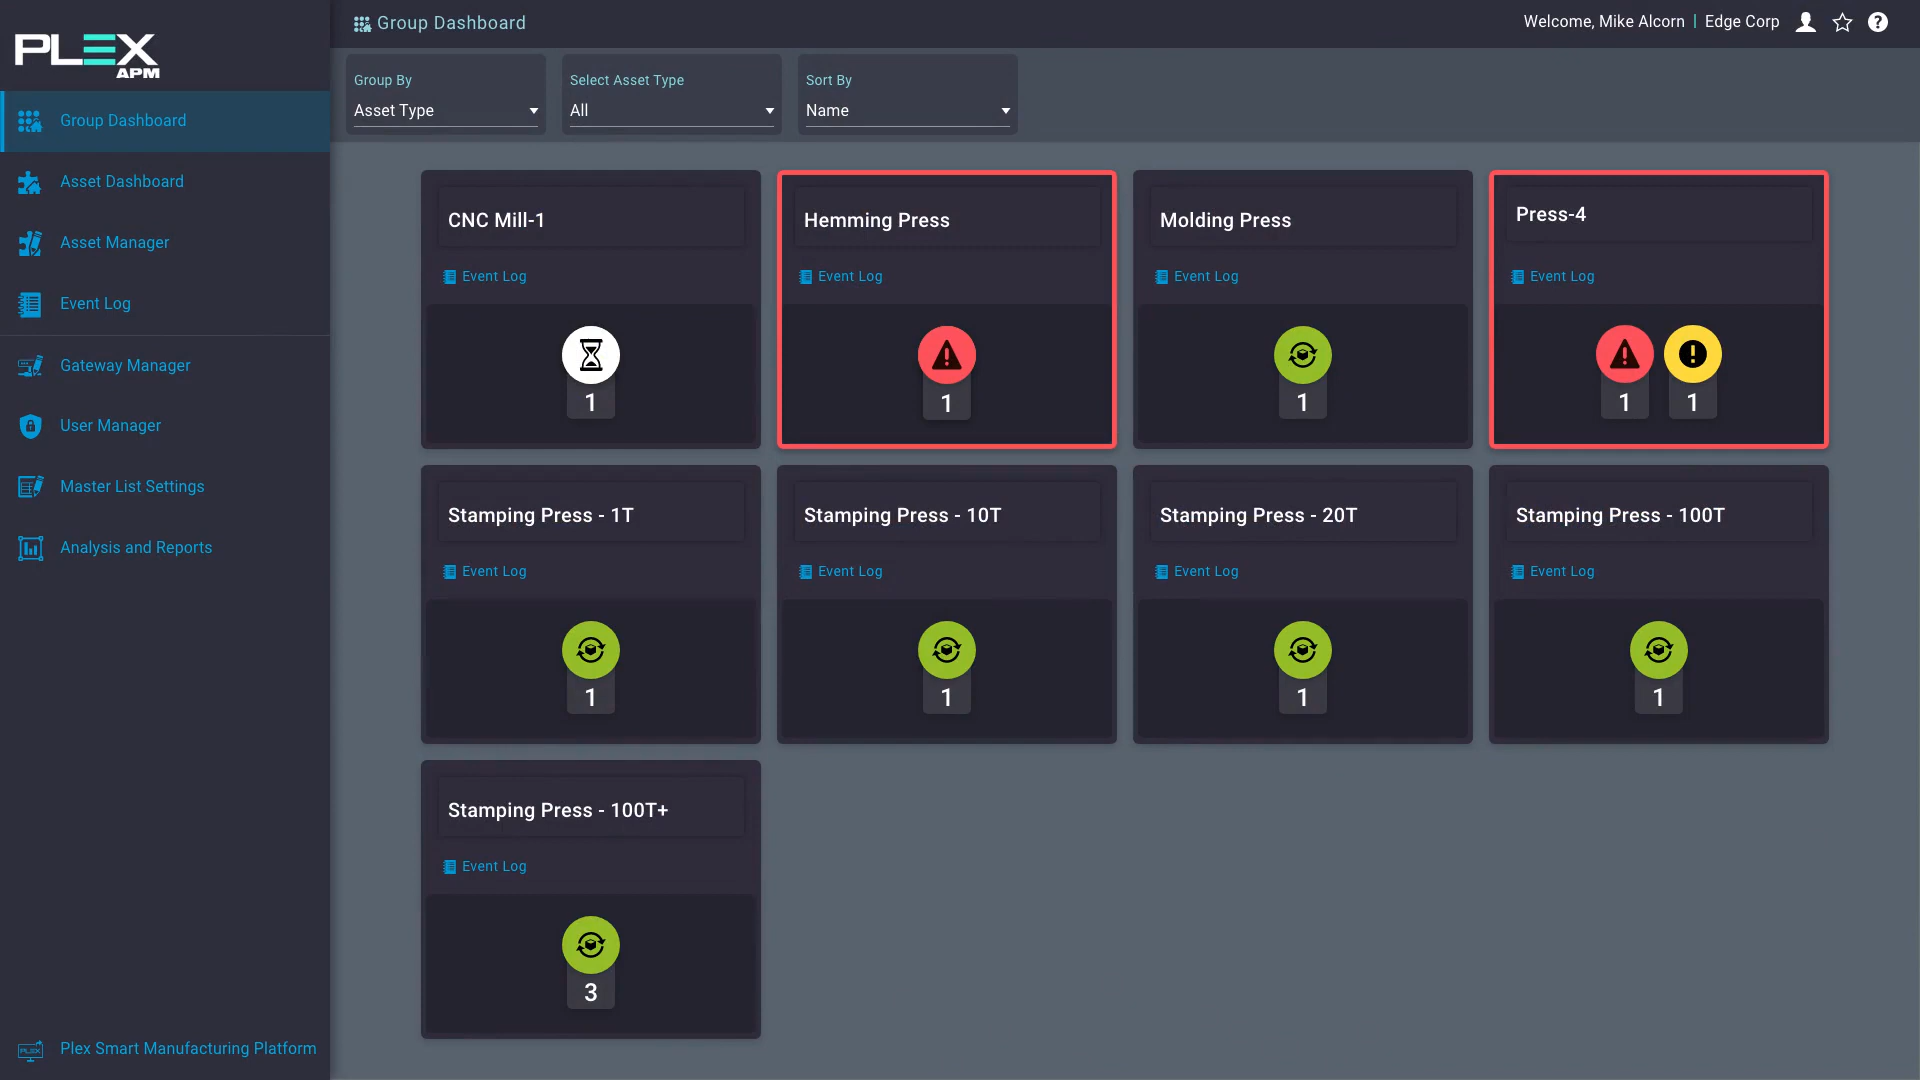 PLEX
APM
Group Dashboard
Asset Dashboard
Asset Manager
Event Log
Gateway Manager
User Manager
Master List Settings
Analysis and Reports
PLEX
Plex Smart Manufacturing Platform
Group Dashboard
Welcome, Mike Alcorn | Edge Corp
Group By
Asset Type
Select Asset Type
All
Sort By
Name
CNC Mill-1
Event Log
1
Hemming Press
Event Log
1
Molding Press
Event Log
1
Press-4
Event Log
1 1
Stamping Press - 1T
Event Log
1
Stamping Press - 10T
Event Log
1
Stamping Press - 20T
Event Log
1
Stamping Press - 100T
Event Log
1
Stamping Press - 100T+
Event Log
3